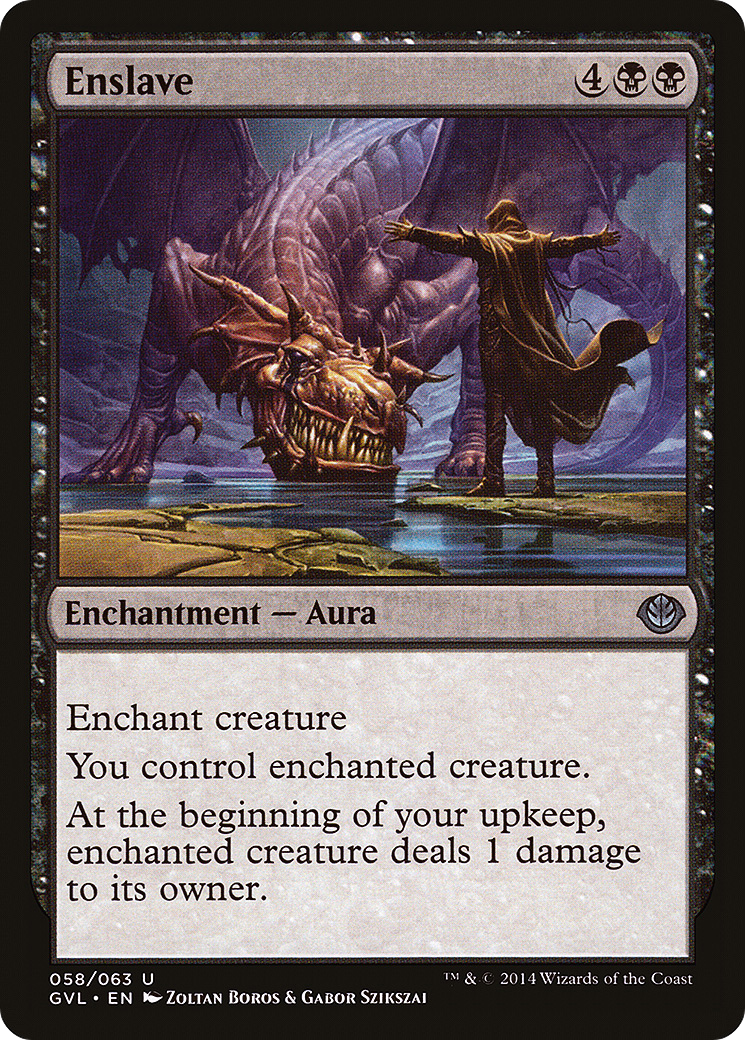 Enslave 4
Enchantment — Aura
Enchant creature
You control enchanted creature.
At the beginning of your upkeep,
enchanted creature deals 1 damage
to its owner.
058/063 U
GVL • EN Zoltan Boros & Gabor Szikszai
™ & © 2014 Wizards of the Coast